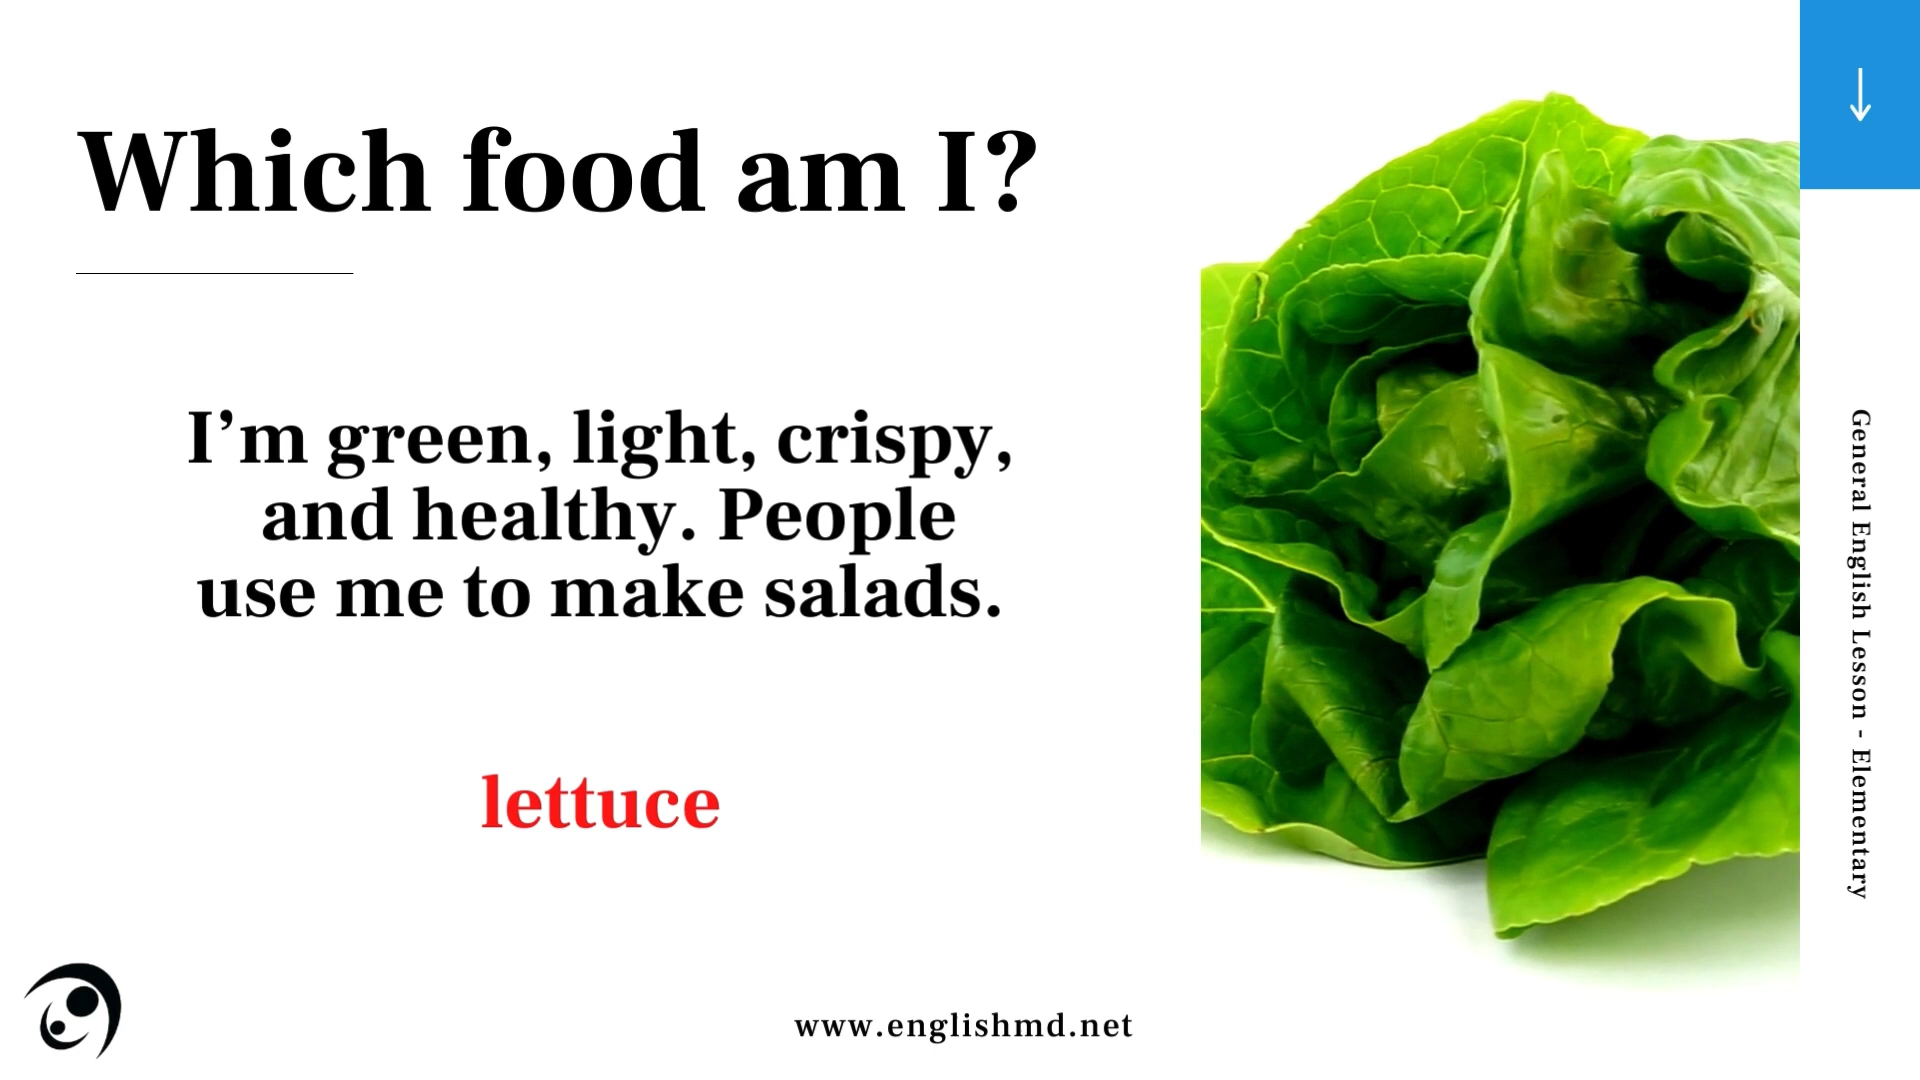 Which food am I?
I’m green, light, crispy,
and healthy. People
use me to make salads.
lettuce
www.englishmd.net
General English Lesson - Elementary